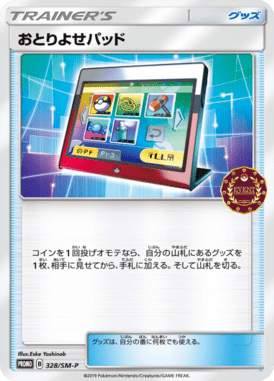 TRAINER'S
グッズ
おとりよせパッド
EVENT
コインを1回投げオモテなら、自分の山札にあるグッズを
1枚、相手に見せてから、手札に加える。そして山札を切る。
Illus.Eske Yoshinob
PROMO 328/SM-P
グッズは、自分の番に何枚でも使える。
©2019 Pokémon/Nintendo/Creatures/GAME FREAK.